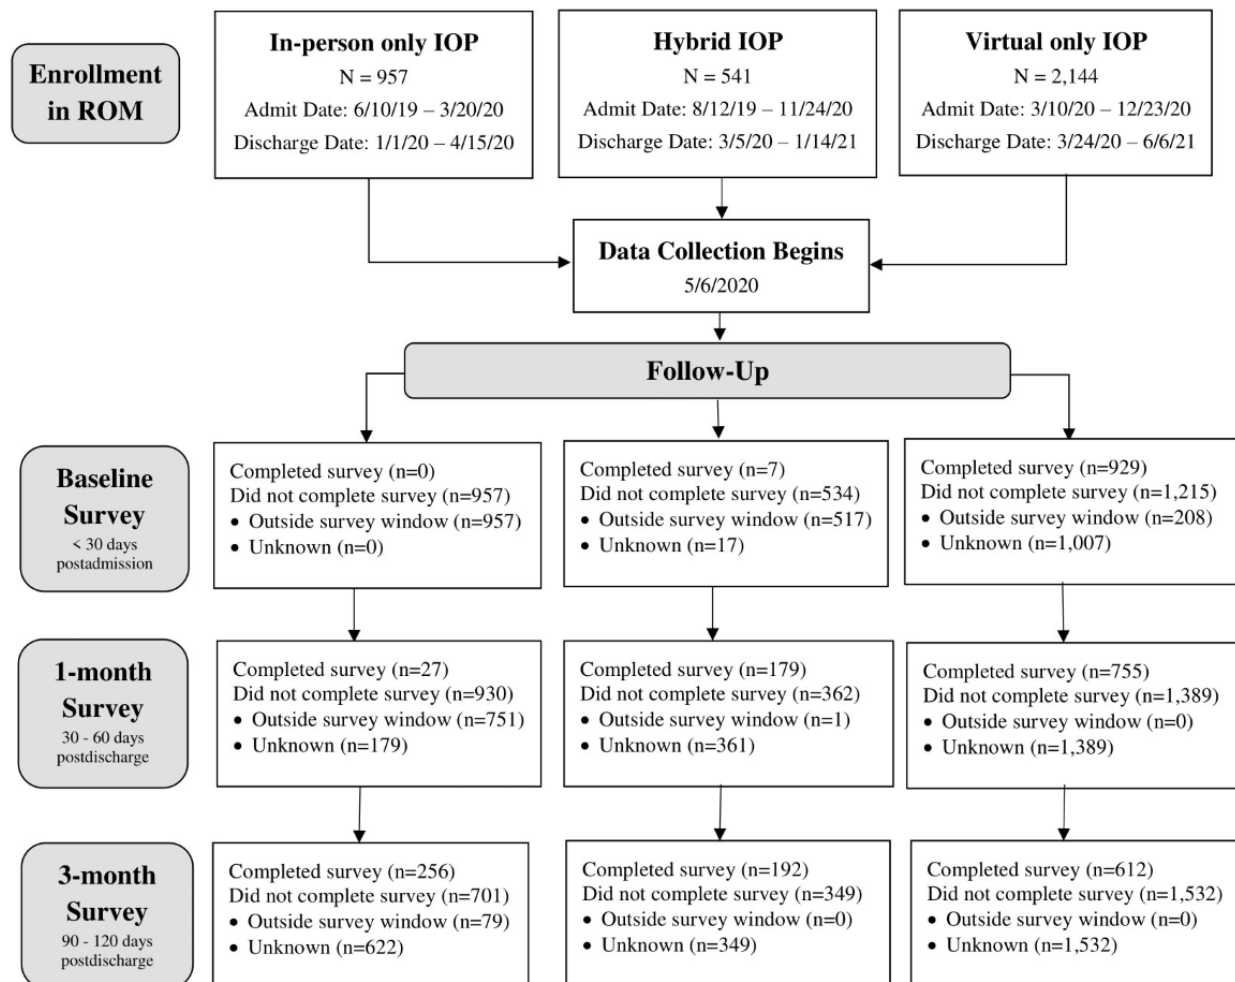 Enrollment
in ROM
In-person only IOP
N = 957
Admit Date: 6/10/19 – 3/20/20
Discharge Date: 1/1/20 – 4/15/20
Hybrid IOP
N = 541
Admit Date: 8/12/19 – 11/24/20
Discharge Date: 3/5/20 – 1/14/21
Virtual only IOP
N = 2,144
Admit Date: 3/10/20 – 12/23/20
Discharge Date: 3/24/20 – 6/6/21
Data Collection Begins
5/6/2020
Follow-Up
Baseline
Survey
< 30 days
postadmission
Completed survey (n=0)
Did not complete survey (n=957)
• Outside survey window (n=957)
• Unknown (n=0)
Completed survey (n=7)
Did not complete survey (n=534)
• Outside survey window (n=517)
• Unknown (n=17)
Completed survey (n=929)
Did not complete survey (n=1,215)
• Outside survey window (n=208)
• Unknown (n=1,007)
1-month
Survey
30 - 60 days
postdischarge
Completed survey (n=27)
Did not complete survey (n=930)
• Outside survey window (n=751)
• Unknown (n=179)
Completed survey (n=179)
Did not complete survey (n=362)
• Outside survey window (n=1)
• Unknown (n=361)
Completed survey (n=755)
Did not complete survey (n=1,389)
• Outside survey window (n=0)
• Unknown (n=1,389)
3-month
Survey
90 - 120 days
postdischarge
Completed survey (n=256)
Did not complete survey (n=701)
• Outside survey window (n=79)
• Unknown (n=622)
Completed survey (n=192)
Did not complete survey (n=349)
• Outside survey window (n=0)
• Unknown (n=349)
Completed survey (n=612)
Did not complete survey (n=1,532)
• Outside survey window (n=0)
• Unknown (n=1,532)